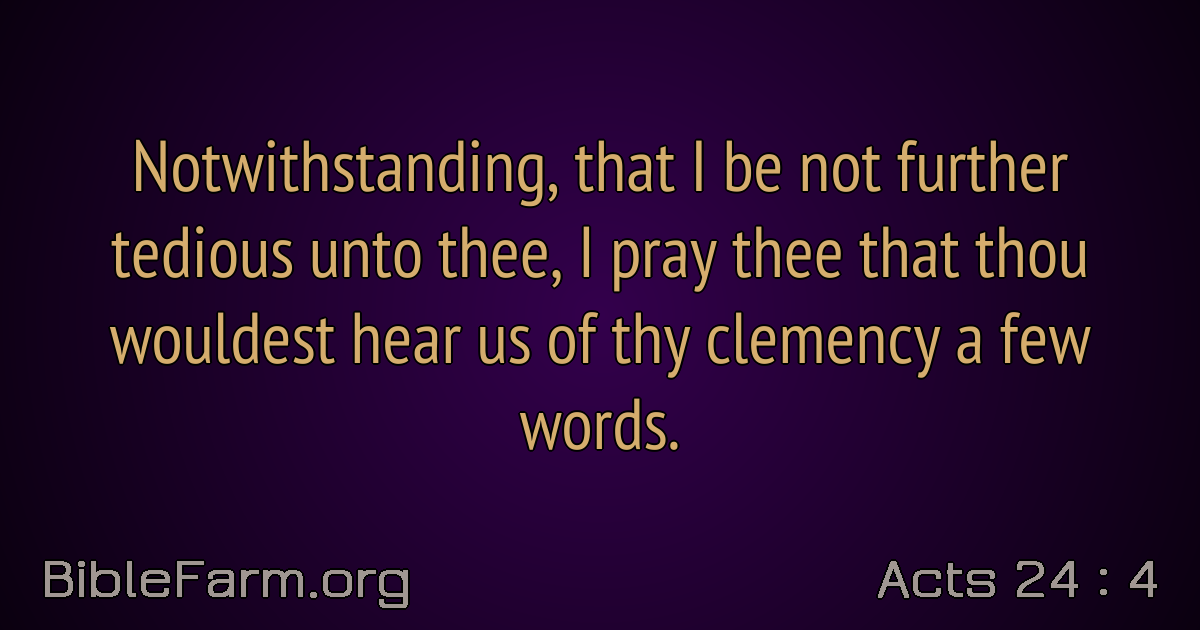 Notwithstanding, that I be not further
tedious unto thee, I pray thee that thou
wouldest hear us of thy clemency a few
words.
BibleFarm.org
Acts 24 : 4